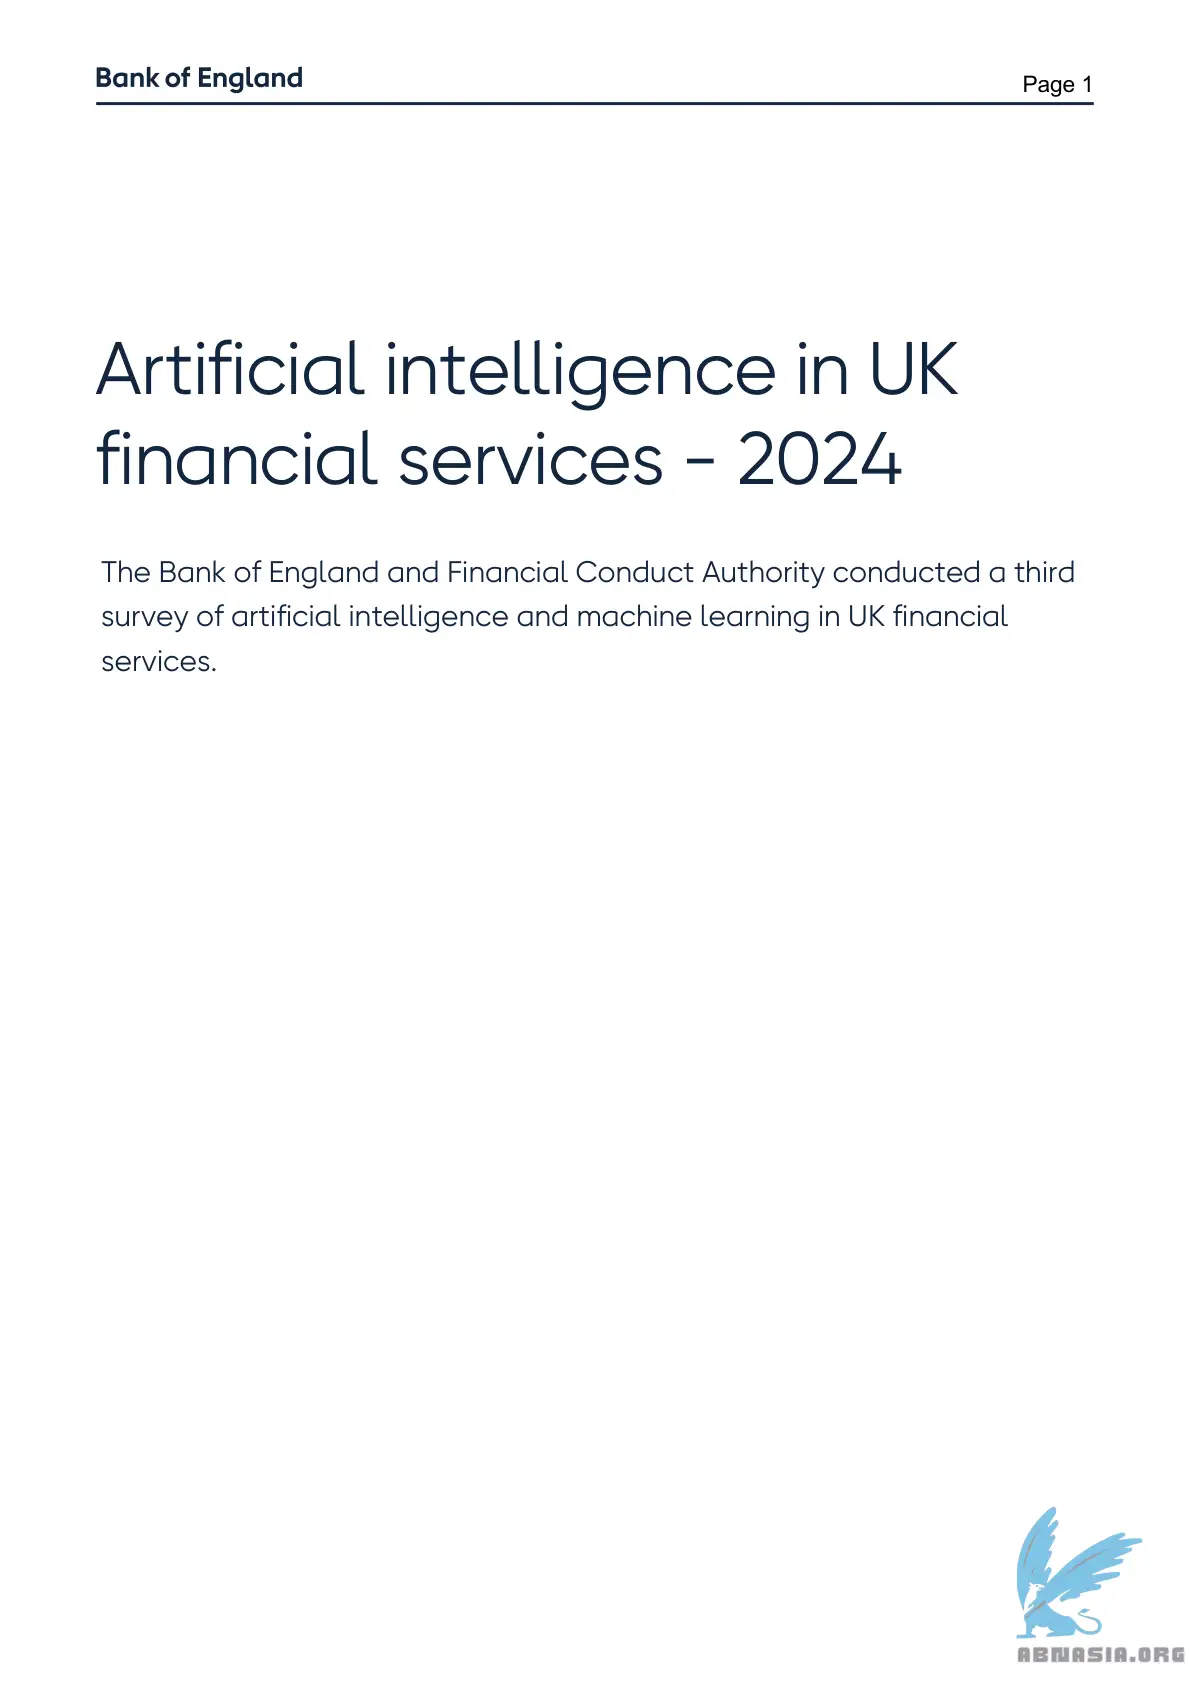 Bank of England
Page 1
Artificial intelligence in UK
financial services - 2024
The Bank of England and Financial Conduct Authority conducted a third
survey of artificial intelligence and machine learning in UK financial
services.
ABNASIA.ORG